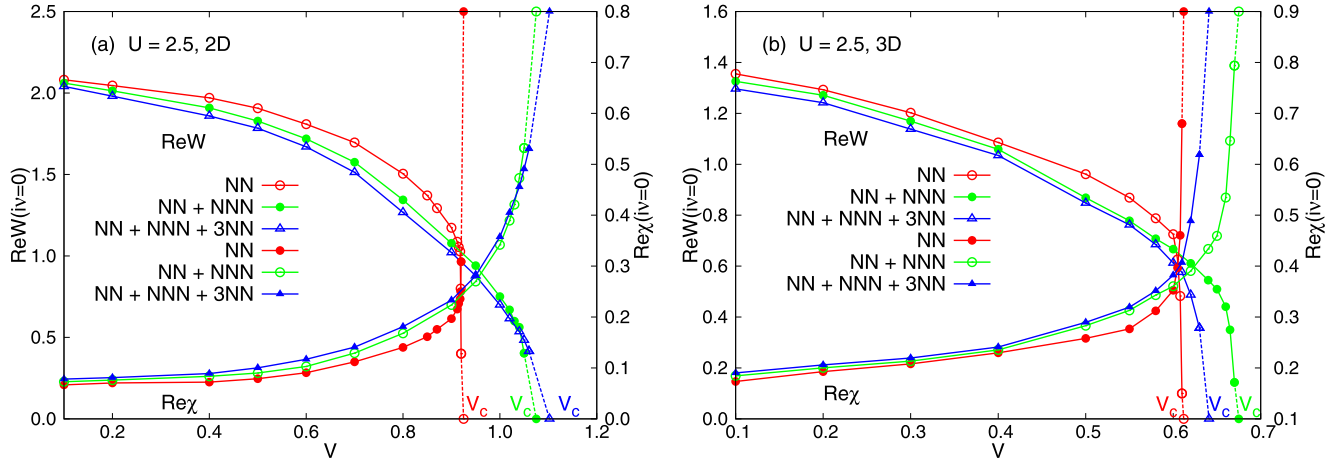 (a) U = 2.5, 2D
ReW
NN
NN + NNN
NN + NNN + 3NN
NN
NN + NNN
NN + NNN + 3NN
Reχ
V_c V_c V_c
2.5
2.0
1.5
1.0
0.5
0.0
ReW(iv=0)
0.8
0.7
0.6
0.5
0.4
0.3
0.2
0.1
0.0
Reχ(iv=0)
0.2 0.4 0.6 0.8 1.0 1.2
V
(b) U = 2.5, 3D
ReW
NN
NN + NNN
NN + NNN + 3NN
NN
NN + NNN
NN + NNN + 3NN
Reχ
V_c V_c V_c
1.6
1.4
1.2
1.0
0.8
0.6
0.4
0.2
0.0
ReW(iv=0)
0.9
0.8
0.7
0.6
0.5
0.4
0.3
0.2
0.1
Reχ(iv=0)
0.1 0.2 0.3 0.4 0.5 0.6 0.7
V